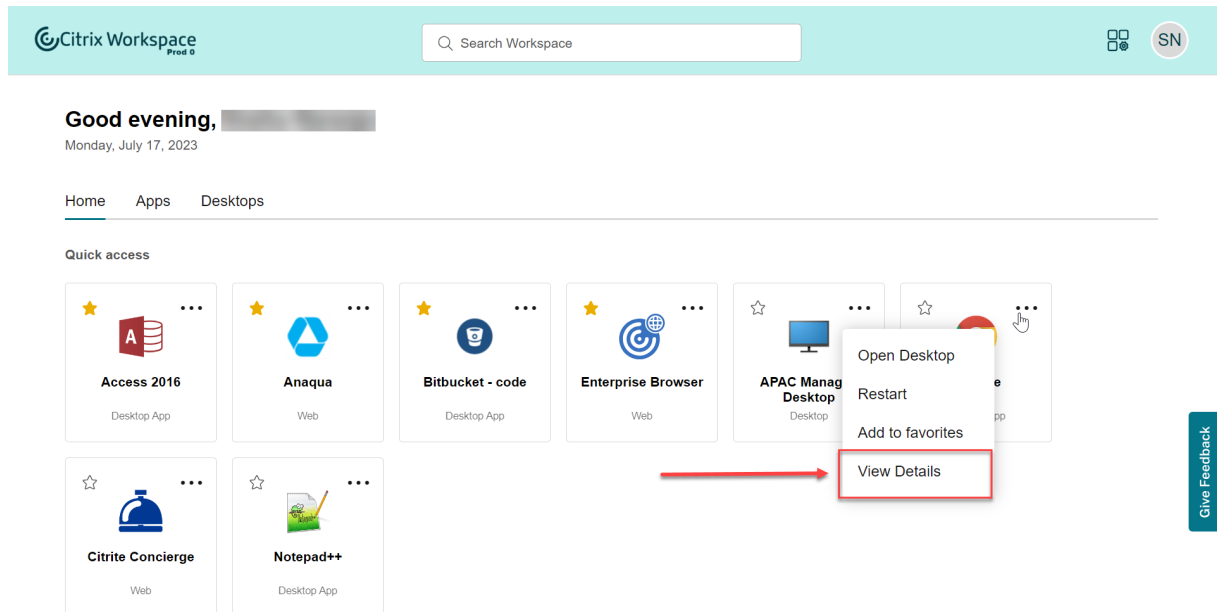 Citrix Workspace
Prod 0
Search Workspace
SN
Good evening,
Monday, July 17, 2023
Home Apps Desktops
Quick access
A
Access 2016
Desktop App
Anaqua
Web
Bitbucket - code
Desktop App
Enterprise Browser
Web
APAC Manag
Desktop
Desktop
Open Desktop
Restart
Add to favorites
View Details
e
pp
Give Feedback
Citrite Concierge
Web
Notepad++
Desktop App